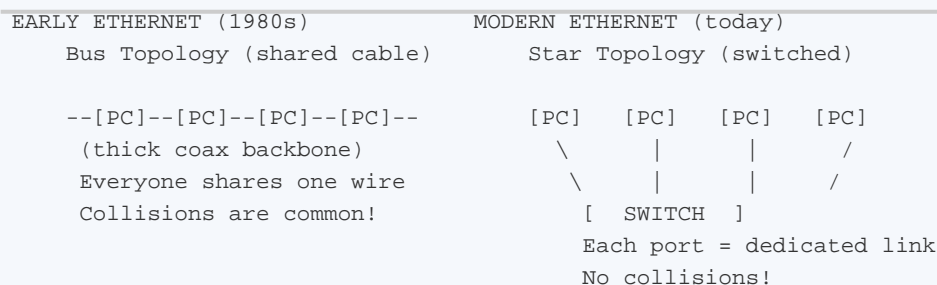 EARLY ETHERNET (1980s)          MODERN ETHERNET (today)
    Bus Topology (shared cable)       Star Topology (switched)

    --[PC]--[PC]--[PC]--[PC]--        [PC]   [PC]   [PC]   [PC]
     (thick coax backbone)              \      |      |      /
     Everyone shares one wire            \     |      |     /
     Collisions are common!               [  SWITCH  ]
                                          Each port = dedicated link
                                          No collisions!